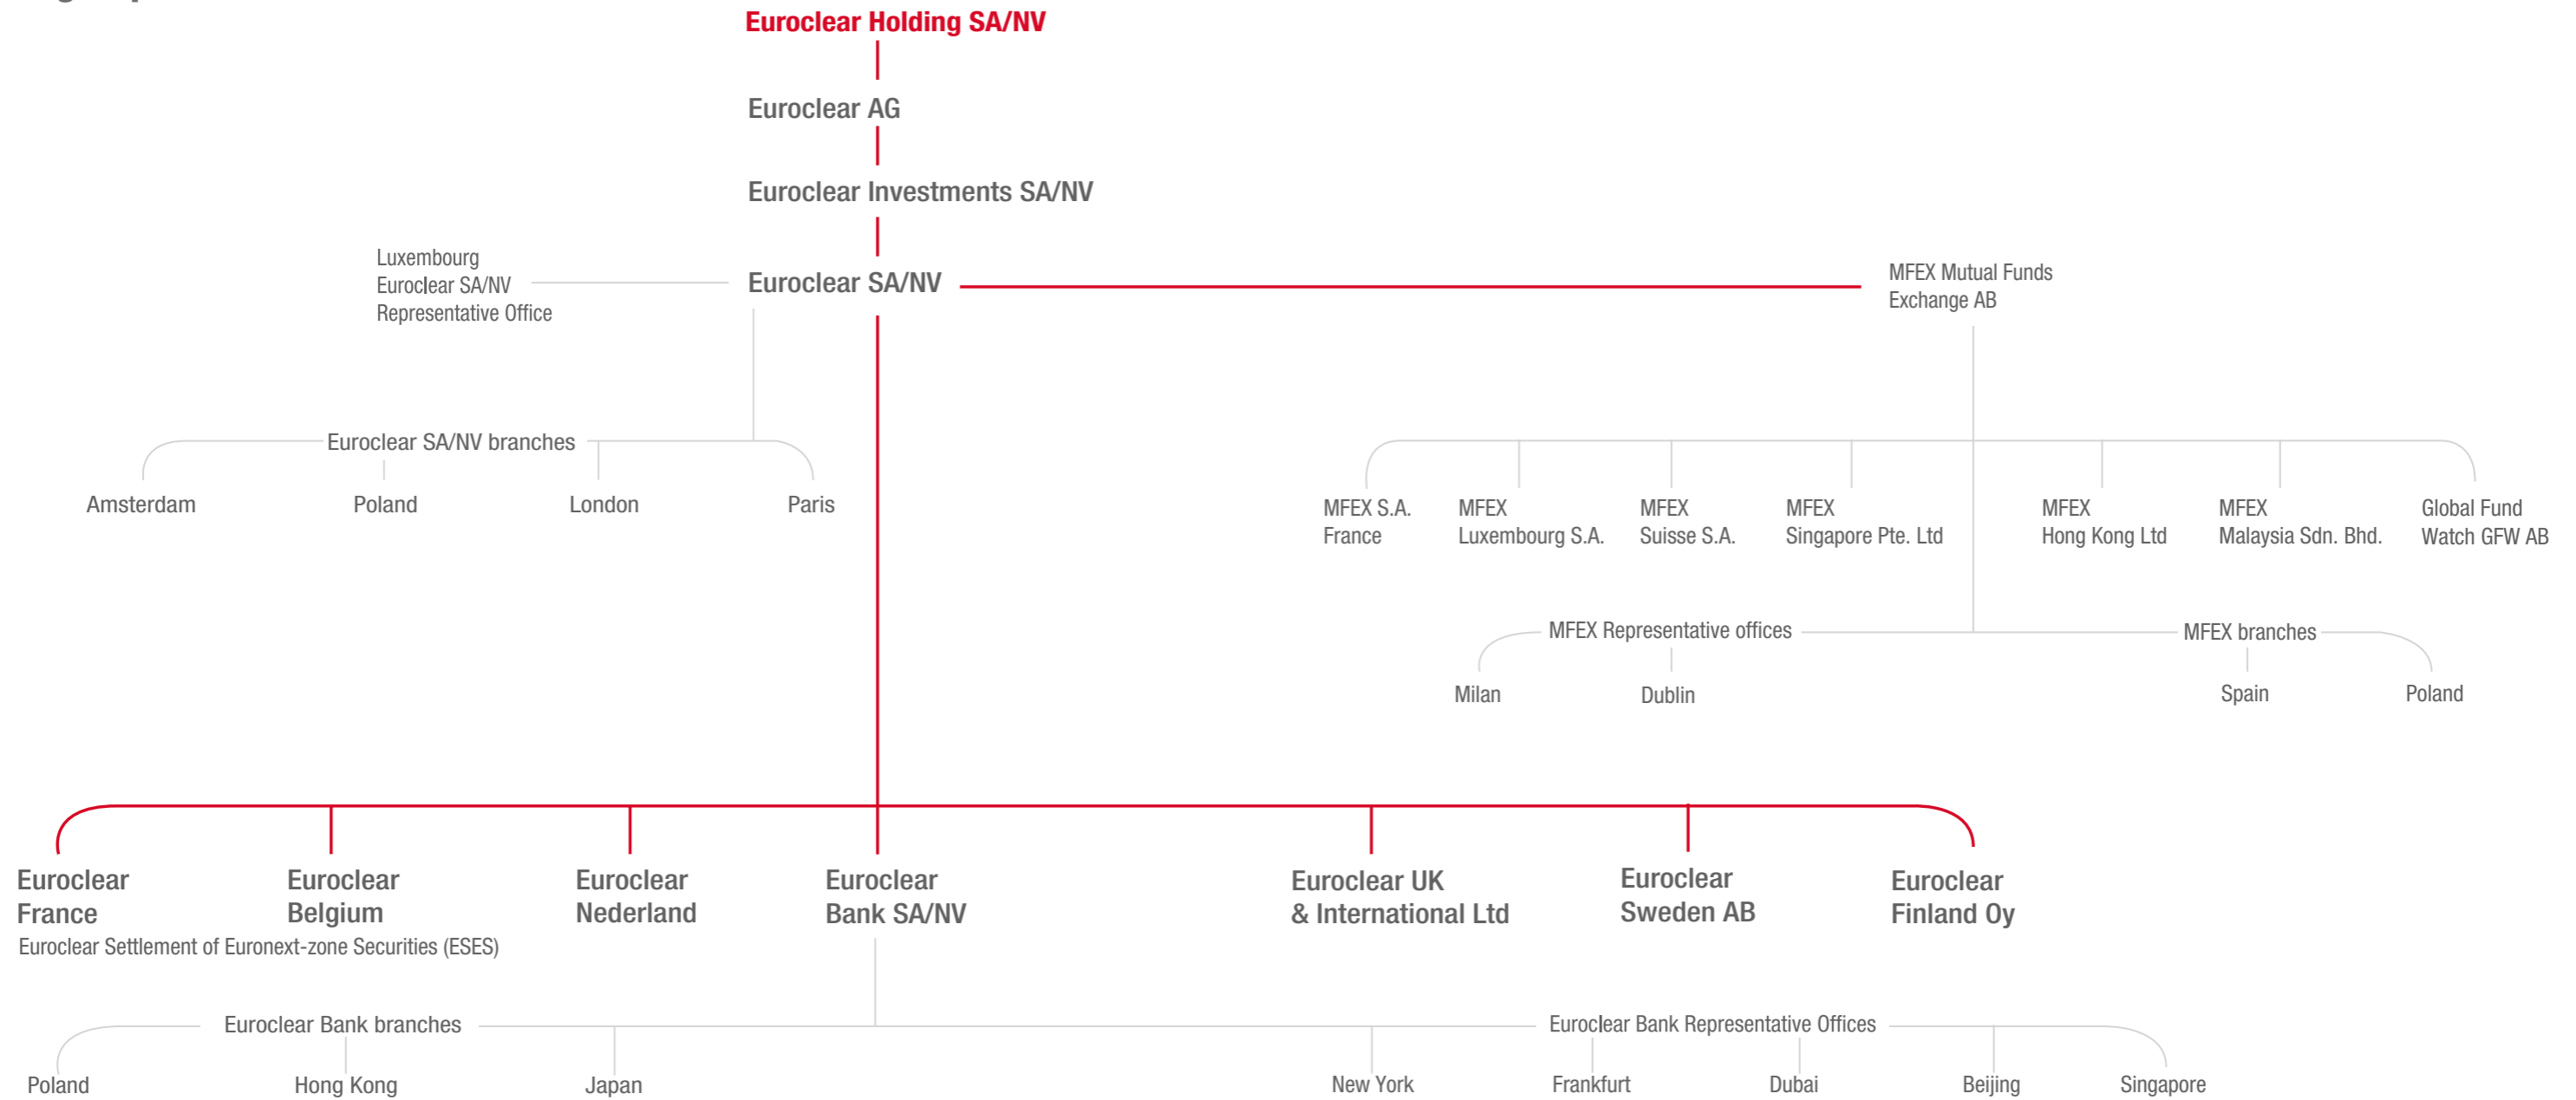 Euroclear Holding SA/NV
Euroclear AG
Euroclear Investments SA/NV
Luxembourg
Euroclear SA/NV
Representative Office
Euroclear SA/NV
MFEX Mutual Funds
Exchange AB
Euroclear SA/NV branches
Amsterdam
Poland
London
Paris
MFEX S.A.
France
MFEX
Luxembourg S.A.
MFEX
Suisse S.A.
MFEX
Singapore Pte. Ltd
MFEX
Hong Kong Ltd
MFEX
Malaysia Sdn. Bhd.
Global Fund
Watch GFW AB
MFEX Representative offices
MFEX branches
Milan
Dublin
Spain
Poland
Euroclear
France
Euroclear
Belgium
Euroclear
Nederland
Euroclear
Bank SA/NV
Euroclear UK
& International Ltd
Euroclear
Sweden AB
Euroclear
Finland Oy
Euroclear Settlement of Euronext-zone Securities (ESES)
Euroclear Bank branches
Euroclear Bank Representative Offices
Poland
Hong Kong
Japan
New York
Frankfurt
Dubai
Beijing
Singapore